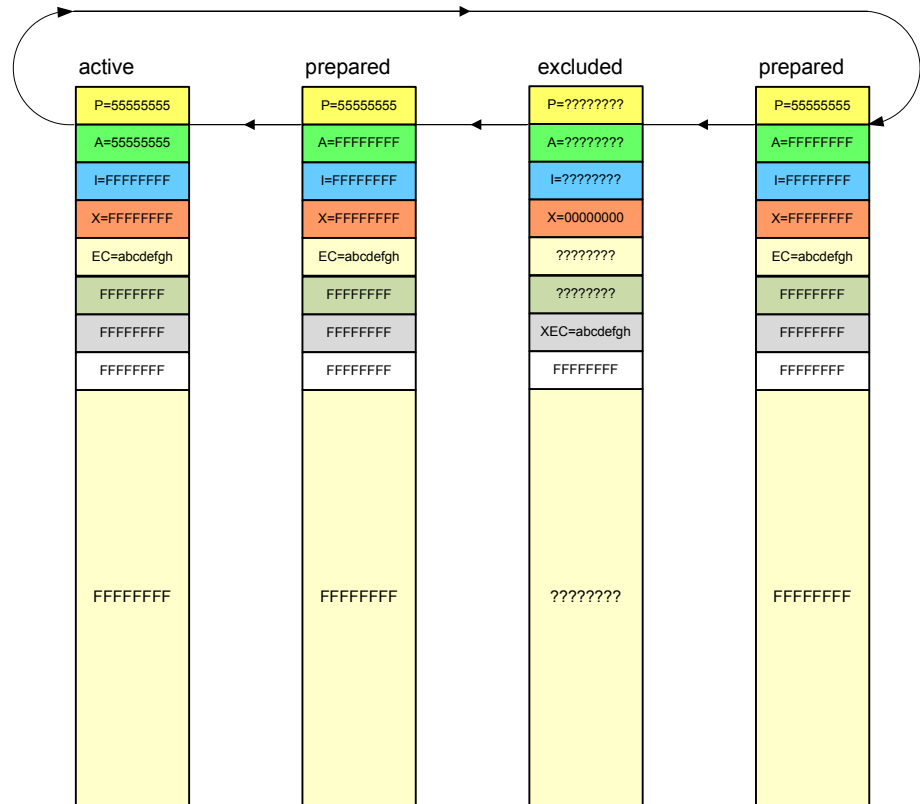 active prepared excluded prepared
P=55555555 P=55555555 P=???????? P=55555555
A=55555555 A=FFFFFFFF A=???????? A=FFFFFFFF
I=FFFFFFFF I=FFFFFFFF I=???????? I=FFFFFFFF
X=FFFFFFFF X=FFFFFFFF X=00000000 X=FFFFFFFF
EC=abcdefgh EC=abcdefgh ???????? EC=abcdefgh
FFFFFFFF FFFFFFFF ???????? FFFFFFFF
FFFFFFFF FFFFFFFF XEC=abcdefgh FFFFFFFF
FFFFFFFF FFFFFFFF FFFFFFFF FFFFFFFF
FFFFFFFF FFFFFFFF ???????? FFFFFFFF